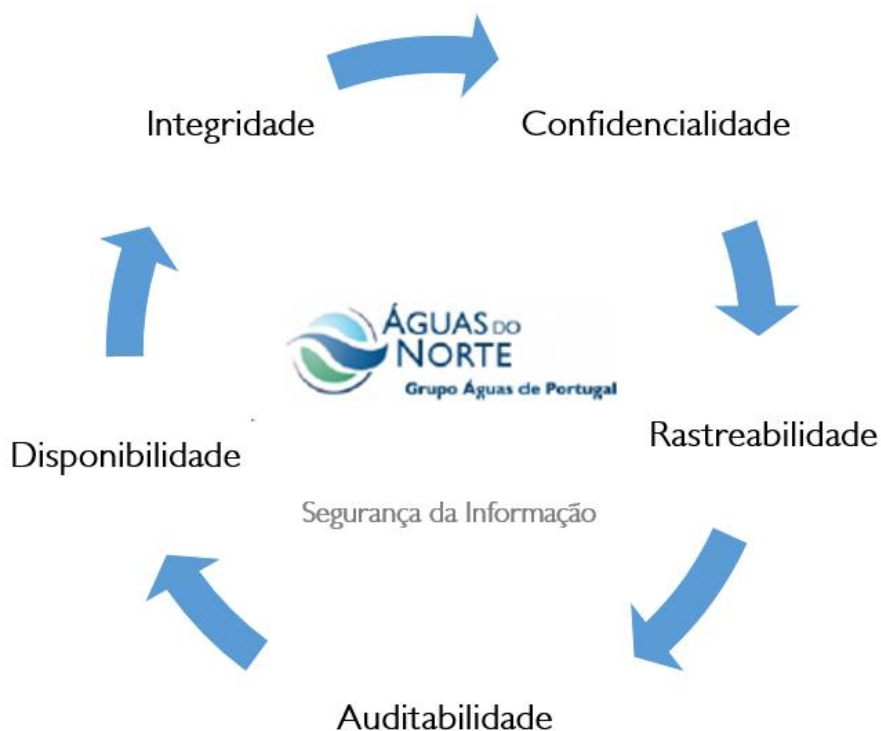 Integridade
Confidencialidade
ÁGUAS DO
NORTE
Grupo Águas de Portugal
Rastreabilidade
Disponibilidade
Segurança da Informação
Auditabilidade